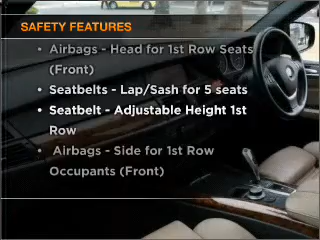 SAFETY FEATURES
• Airbags - Head for 1st Row Seats
(Front)
• Seatbelts - Lap/Sash for 5 seats
• Seatbelt - Adjustable Height 1st
Row
• Airbags - Side for 1st Row
Occupants (Front)